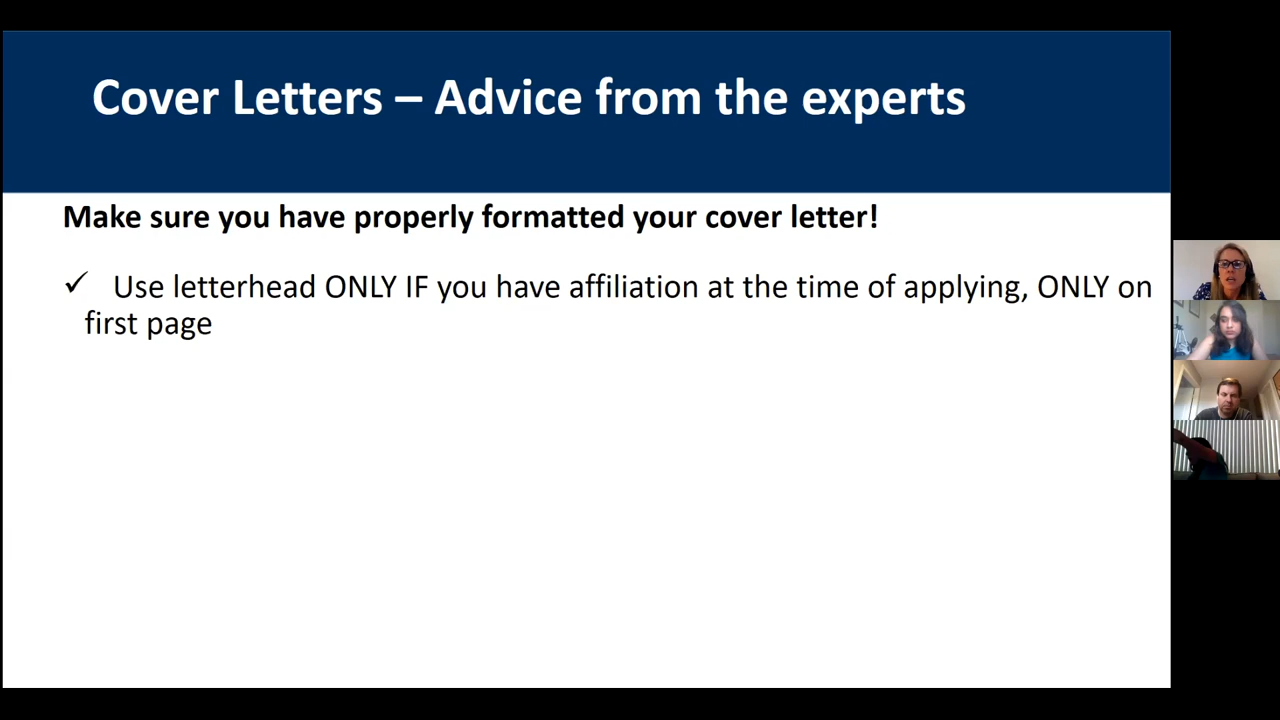 Cover Letters – Advice from the experts
Make sure you have properly formatted your cover letter!
✓ Use letterhead ONLY IF you have affiliation at the time of applying, ONLY on
first page